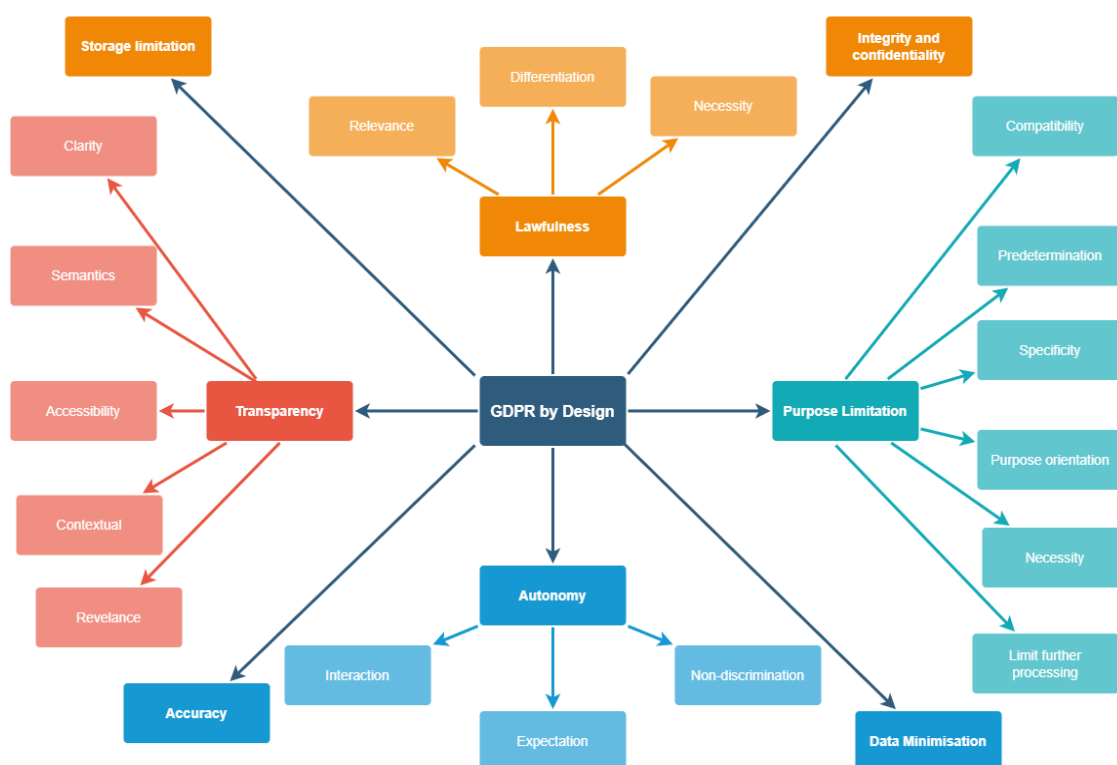 Storage limitation
Integrity and
confidentiality
Differentiation
Necessity
Relevance
Compatibility
Clarity
Lawfulness
Predetermination
Semantics
Specificity
Accessibility
Transparency
GDPR by Design
Purpose Limitation
Purpose orientation
Contextual
Necessity
Autonomy
Revelance
Limit further
processing
Interaction
Non-discrimination
Accuracy
Expectation
Data Minimisation